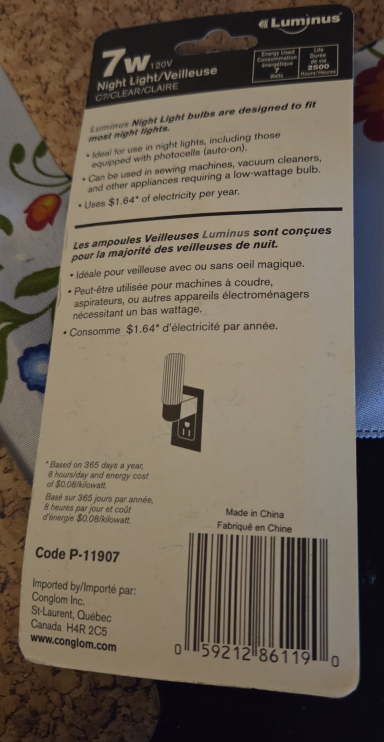 Luminus
7W 120V
Night Light/Veilleuse
C7/CLEAR/CLAIRE
Energy Used
Consommation
énergétique
7
Watts
Life
Durée
de vie
2500
Hours/Heures
Luminus Night Light bulbs are designed to fit
most night lights.
• Ideal for use in night lights, including those
equipped with photocells (auto-on).
• Can be used in sewing machines, vacuum cleaners,
and other appliances requiring a low-wattage bulb.
• Uses $1.64* of electricity per year.
Les ampoules Veilleuses Luminus sont conçues
pour la majorité des veilleuses de nuit.
• Idéale pour veilleuse avec ou sans oeil magique.
• Peut-être utilisée pour machines à coudre,
aspirateurs, ou autres appareils électroménagers
nécessitant un bas wattage.
• Consomme $1.64* d'électricité par année.
* Based on 365 days a year,
8 hours/day and energy cost
of $0.08/kilowatt.
Basé sur 365 jours par année,
8 heures par jour et coût
d'énergie $0.08/kilowatt.
Code P-11907
Imported by/Importé par:
Conglom Inc.
St-Laurent, Québec
Canada H4R 2C5
www.conglom.com
Made in China
Fabriqué en Chine
0 59212 86119 0